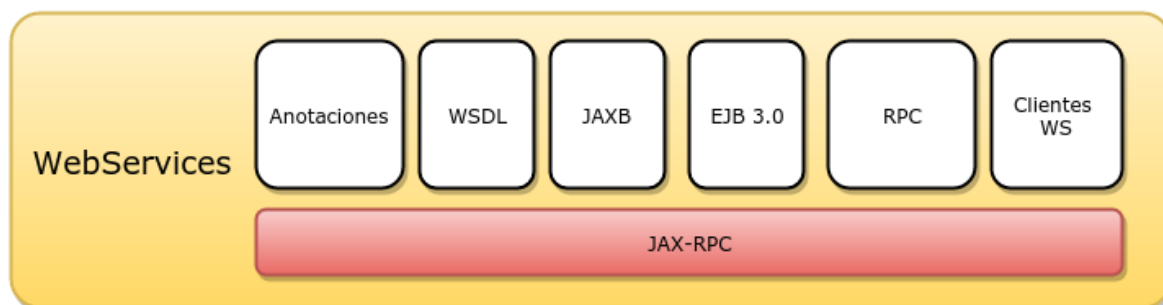 WebServices
Anotaciones
WSDL
JAXB
EJB 3.0
RPC
Clientes
WS
JAX-RPC